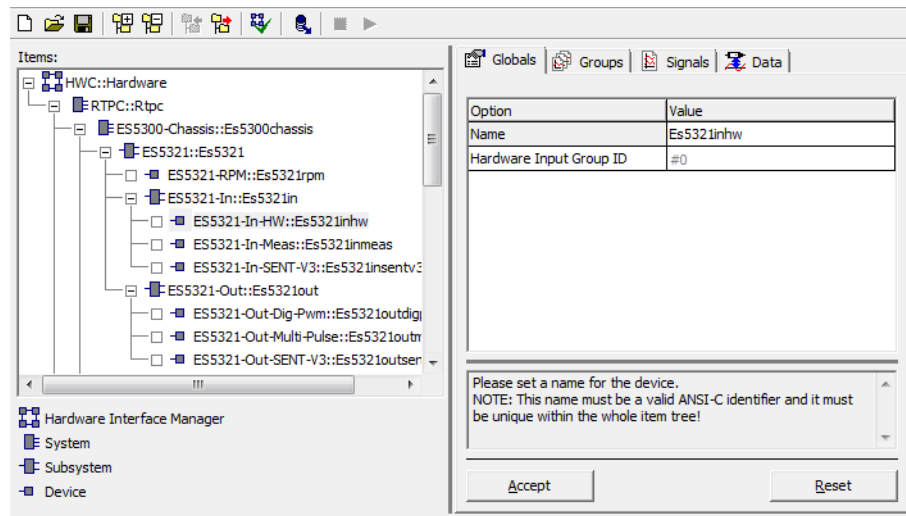 Items:
HWC::Hardware
RTPC::Rtpc
ES5300-Chassis::Es5300chassis
ES5321::Es5321
ES5321-RPM::Es5321rpm
ES5321-In::Es5321in
ES5321-In-HW::Es5321inhw
ES5321-In-Meas::Es5321inmeas
ES5321-In-SENT-V3::Es5321insentv3
ES5321-Out::Es5321out
ES5321-Out-Dig-Pwm::Es5321outdig
ES5321-Out-Multi-Pulse::Es5321outm
ES5321-Out-SENT-V3::Es5321outsen
Hardware Interface Manager
System
Subsystem
Device
Globals Groups Signals Data
Option Value
Name Es5321inhw
Hardware Input Group ID #0
Please set a name for the device.
NOTE: This name must be a valid ANSI-C identifier and it must
be unique within the whole item tree!
Accept Reset